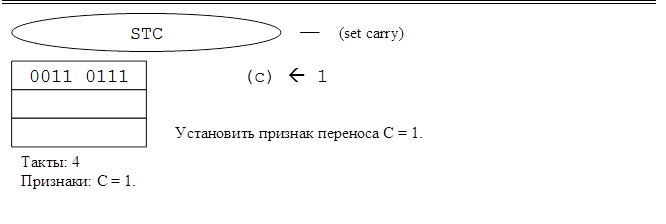 STC — (set carry)
0011 0111 (c) ← 1
Установить признак переноса C = 1.
Такты: 4
Признаки: C = 1.